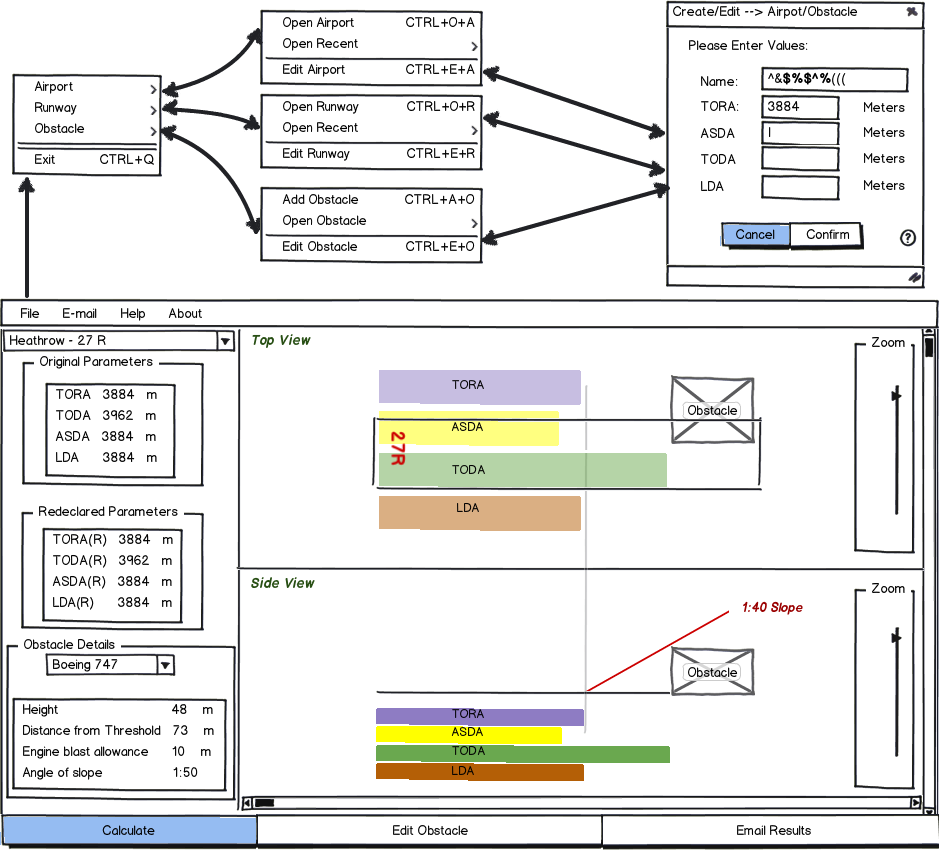 Open Airport CTRL+O+A
Open Recent >
Edit Airport CTRL+E+A
Airport >
Runway >
Obstacle >
Exit CTRL+Q
Open Runway CTRL+O+R
Open Recent >
Edit Runway CTRL+E+R
Add Obstacle CTRL+A+O
Open Obstacle >
Edit Obstacle CTRL+E+O
Create/Edit --> Airpot/Obstacle
Please Enter Values:
Name: ^&$%$^%(((
TORA: 3884 Meters
ASDA | Meters
TODA Meters
LDA Meters
Cancel Confirm ?
File E-mail Help About
Heathrow - 27 R
Original Parameters
TORA 3884 m
TODA 3962 m
ASDA 3884 m
LDA 3884 m
Redeclared Parameters
TORA(R) 3884 m
TODA(R) 3962 m
ASDA(R) 3884 m
LDA(R) 3884 m
Obstacle Details
Boeing 747
Height 48 m
Distance from Threshold 73 m
Engine blast allowance 10 m
Angle of slope 1:50
Top View
TORA
ASDA
TODA
LDA
27R
Obstacle
Zoom
Side View
1:40 Slope
Obstacle
TORA
ASDA
TODA
LDA
Zoom
Calculate Edit Obstacle Email Results